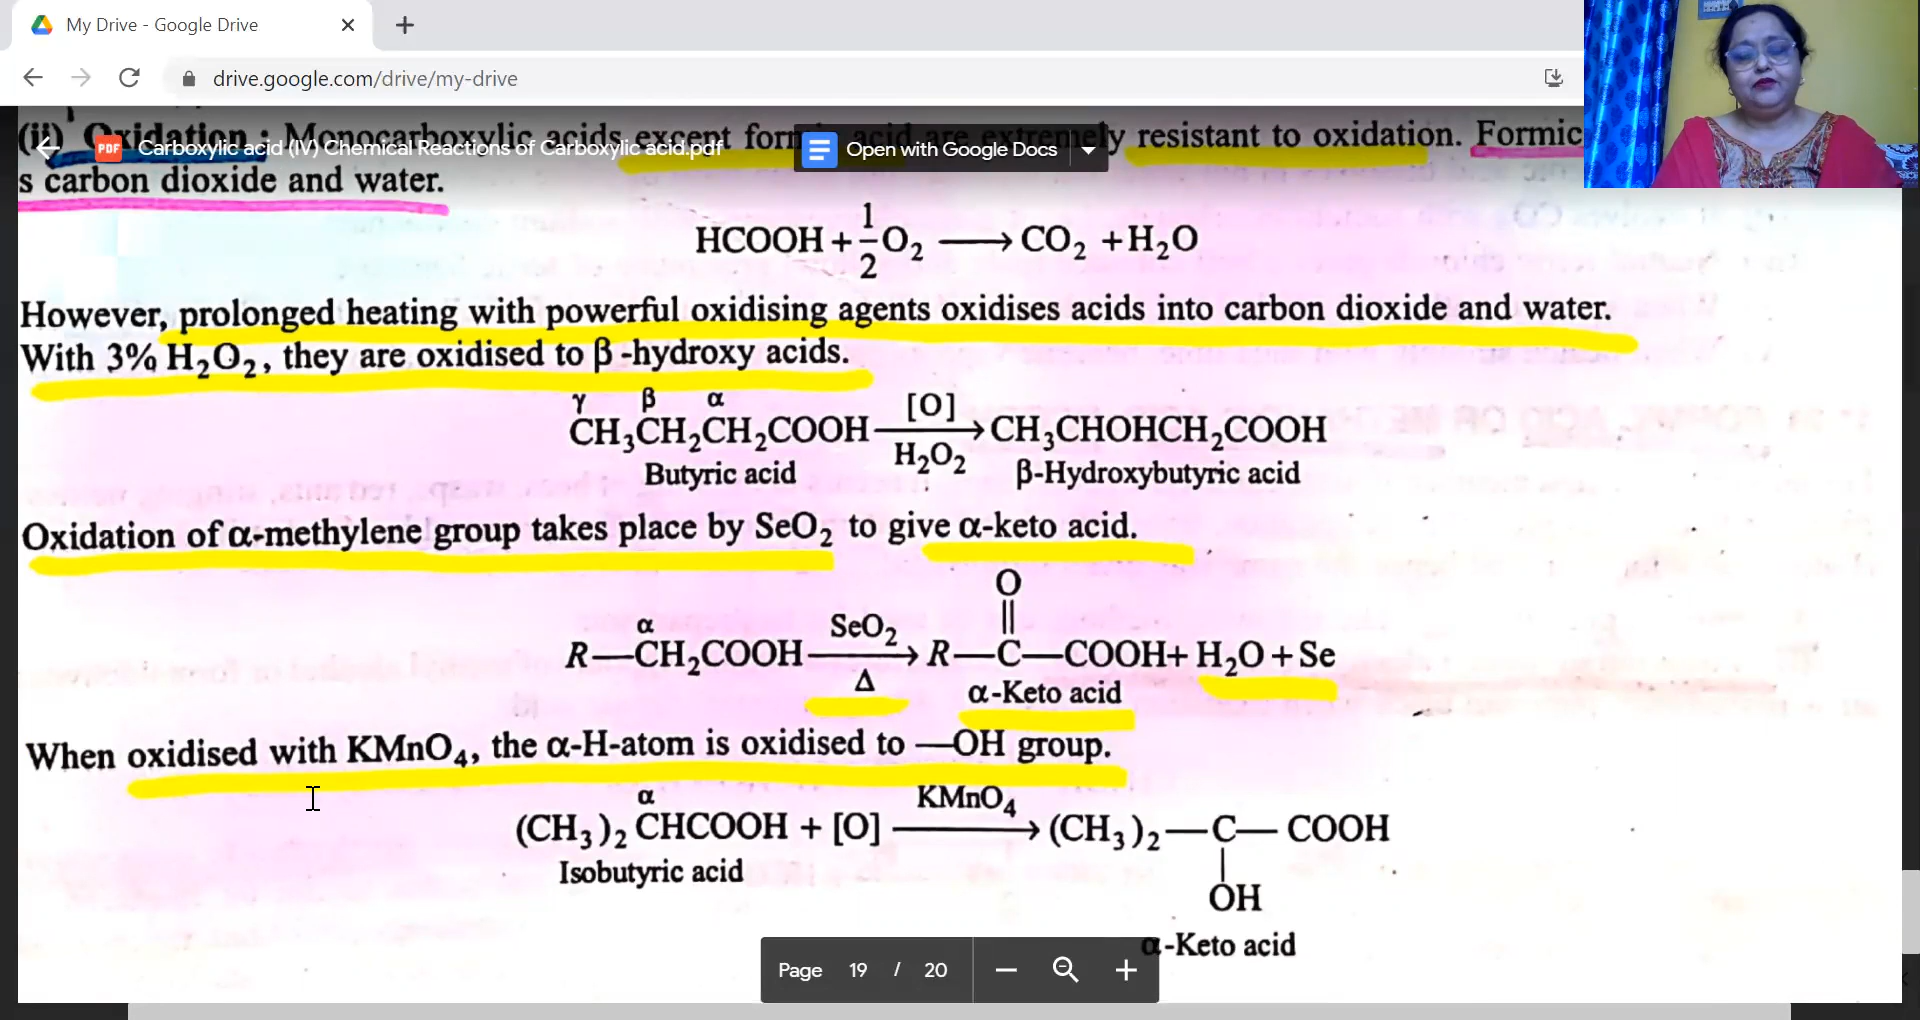 My Drive - Google Drive
drive.google.com/drive/my-drive
(ii) Oxidation : Monocarboxylic acids except formic acid are extremely resistant to oxidation. Formic
PDF Carboxylic acid (IV) Chemical Reactions of Carboxylic acid.pdf
Open with Google Docs
s carbon dioxide and water.
HCOOH + 1/2 O₂ ⟶ CO₂ + H₂O
However, prolonged heating with powerful oxidising agents oxidises acids into carbon dioxide and water.
With 3% H₂O₂, they are oxidised to β-hydroxy acids.
γ β α [O]
CH₃CH₂CH₂COOH ⟶ CH₃CHOHCH₂COOH
H₂O₂
Butyric acid β-Hydroxybutyric acid
Oxidation of α-methylene group takes place by SeO₂ to give α-keto acid.
O
||
α SeO₂
R—CH₂COOH ⟶ R—C—COOH + H₂O + Se
Δ α-Keto acid
When oxidised with KMnO₄, the α-H-atom is oxidised to —OH group.
α KMnO₄
(CH₃)₂ CHCOOH + [O] ⟶ (CH₃)₂—C—COOH
|
Isobutyric acid OH
α-Keto acid
Page 19 / 20